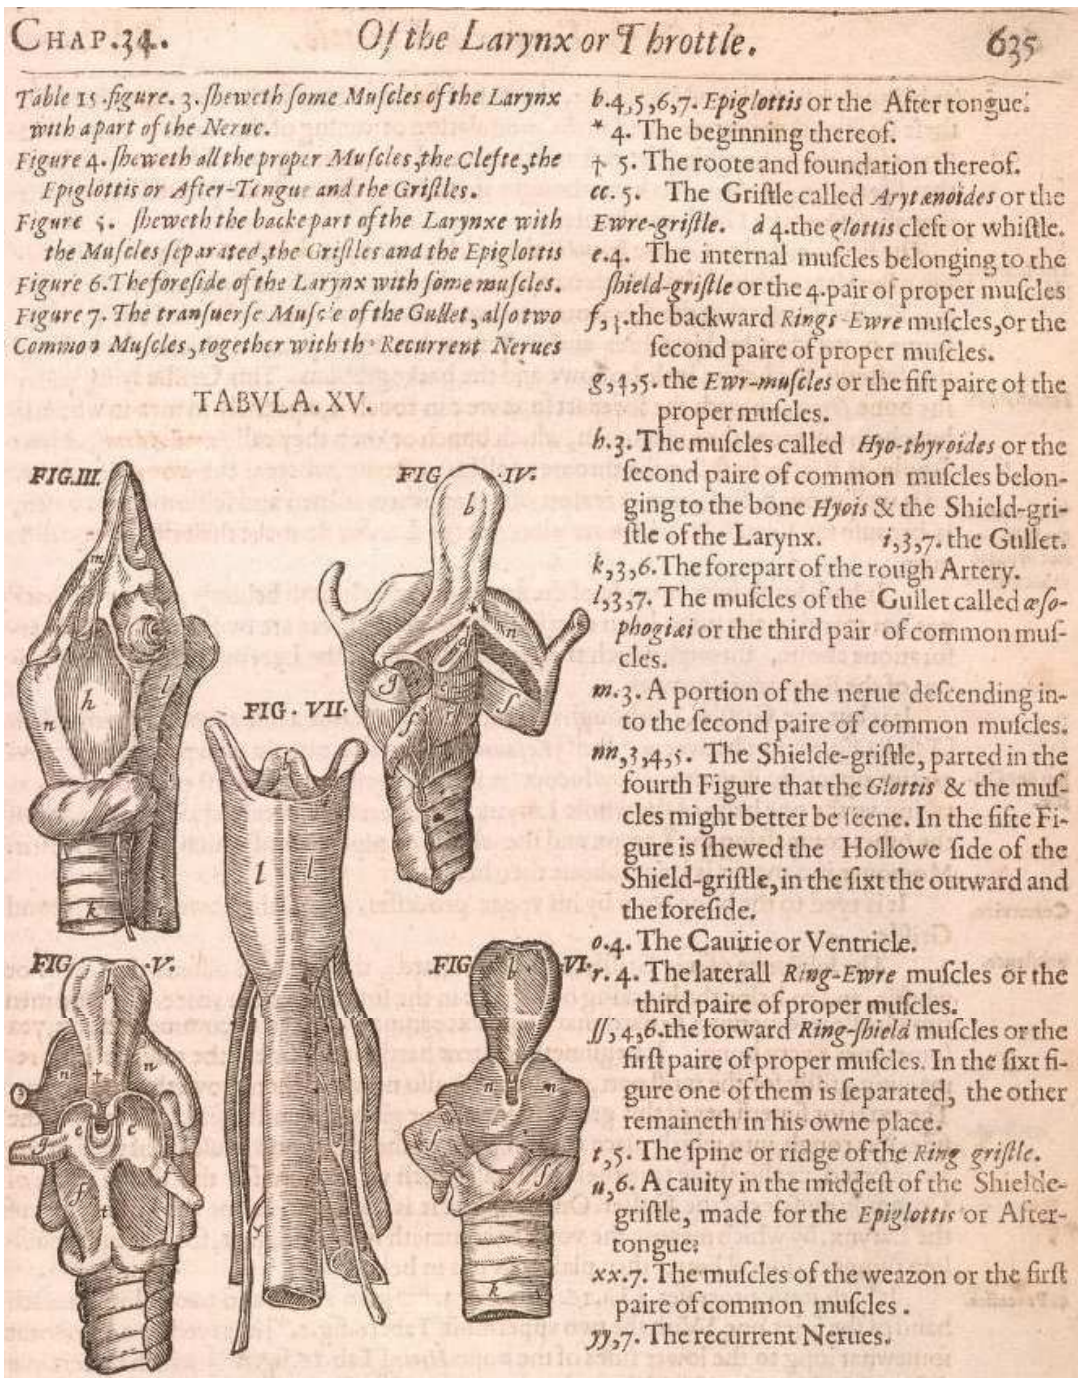 CHAP.34. Of the Larynx or Throttle. 635
Table 15.figure. 3.ſheweth ſome Muſcles of the Larynx
with a part of the Nerue.
Figure 4. ſheweth all the proper Muſcles,the Clefte,the
Epiglottis or After-Tongue and the Griſtles.
Figure 5. ſheweth the backe part of the Larynxe with
the Muſcles ſeparated,the Griſtles and the Epiglottis
Figure 6.The foreſide of the Larynx with ſome muſcles.
Figure 7. The tranſuerſe Muſcle of the Gullet,alſo two
Common Muſcles,together with the Recurrent Nerues
TABVLA.XV.
FIG.III.
m
h
l
n
k
i
FIG IV.
b
*
n
d
g
c
r
ſ
ſ
FIG. VII.
i
l l
FIG V.
b
n † n
c c
g
f
t
FIG VI.
b
n u n
ſ
ſ
k
b.4,5,6,7. Epiglottis or the After tongue.
* 4. The beginning thereof.
† 5. The roote and foundation thereof.
cc. 5. The Griſtle called Arytænoides or the
Ewre-griſtle. d 4.the glottis cleft or whiſtle.
e.4. The internal muſcles belonging to the
ſhield-griſtle or the 4.pair of proper muſcles
f, 5.the backward Rings-Ewre muſcles,or the
ſecond paire of proper muſcles.
g,4,5. the Ewr-muſcles or the fift paire of the
proper muſcles.
h.3. The muſcles called Hyo-thyroides or the
ſecond paire of common muſcles belon-
ging to the bone Hyois & the Shield-gri-
ſtle of the Larynx. i,3,7. the Gullet.
k,3,6.The forepart of the rough Artery.
l,3,7. The muſcles of the Gullet called æſo-
phogiæi or the third pair of common muſ-
cles.
m.3. A portion of the nerue deſcending in-
to the ſecond paire of common muſcles.
nn,3,4,5. The Shielde-griſtle, parted in the
fourth Figure that the Glottis & the muſ-
cles might better be ſeene. In the fifte Fi-
gure is ſhewed the Hollowe ſide of the
Shield-griſtle,in the ſixt the outward and
the foreſide.
o.4. The Cauitie or Ventricle.
r. 4. The laterall Ring-Ewre muſcles or the
third paire of proper muſcles.
ſſ,4,6.the forward Ring-ſhield muſcles or the
firſt paire of proper muſcles. In the ſixt fi-
gure one of them is ſeparated, the other
remaineth in his owne place.
t,5. The ſpine or ridge of the Ring griſtle.
u,6. A cauity in the middeſt of the Shielde-
griſtle, made for the Epiglottis or After-
tongue:
xx.7. The muſcles of the weazon or the firſt
paire of common muſcles .
yy,7. The recurrent Nerues.